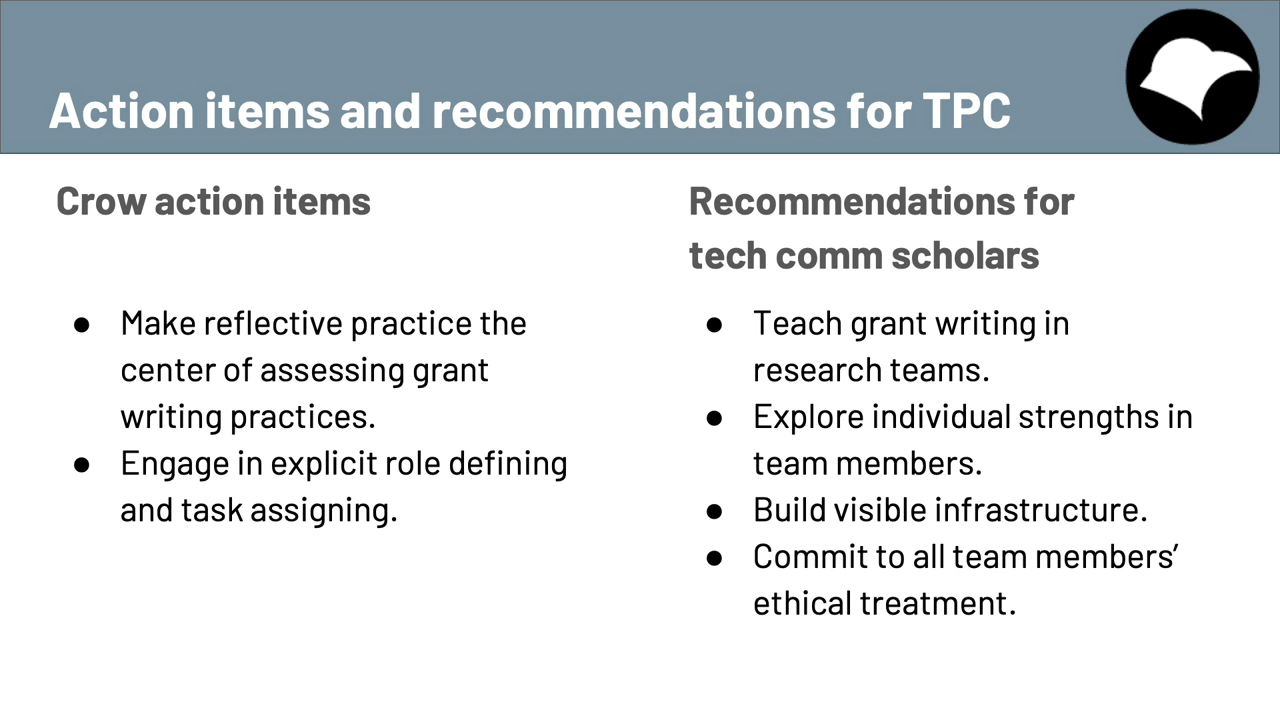 Action items and recommendations for TPC
Crow action items
● Make reflective practice the
center of assessing grant
writing practices.
● Engage in explicit role defining
and task assigning.
Recommendations for
tech comm scholars
● Teach grant writing in
research teams.
● Explore individual strengths in
team members.
● Build visible infrastructure.
● Commit to all team members’
ethical treatment.